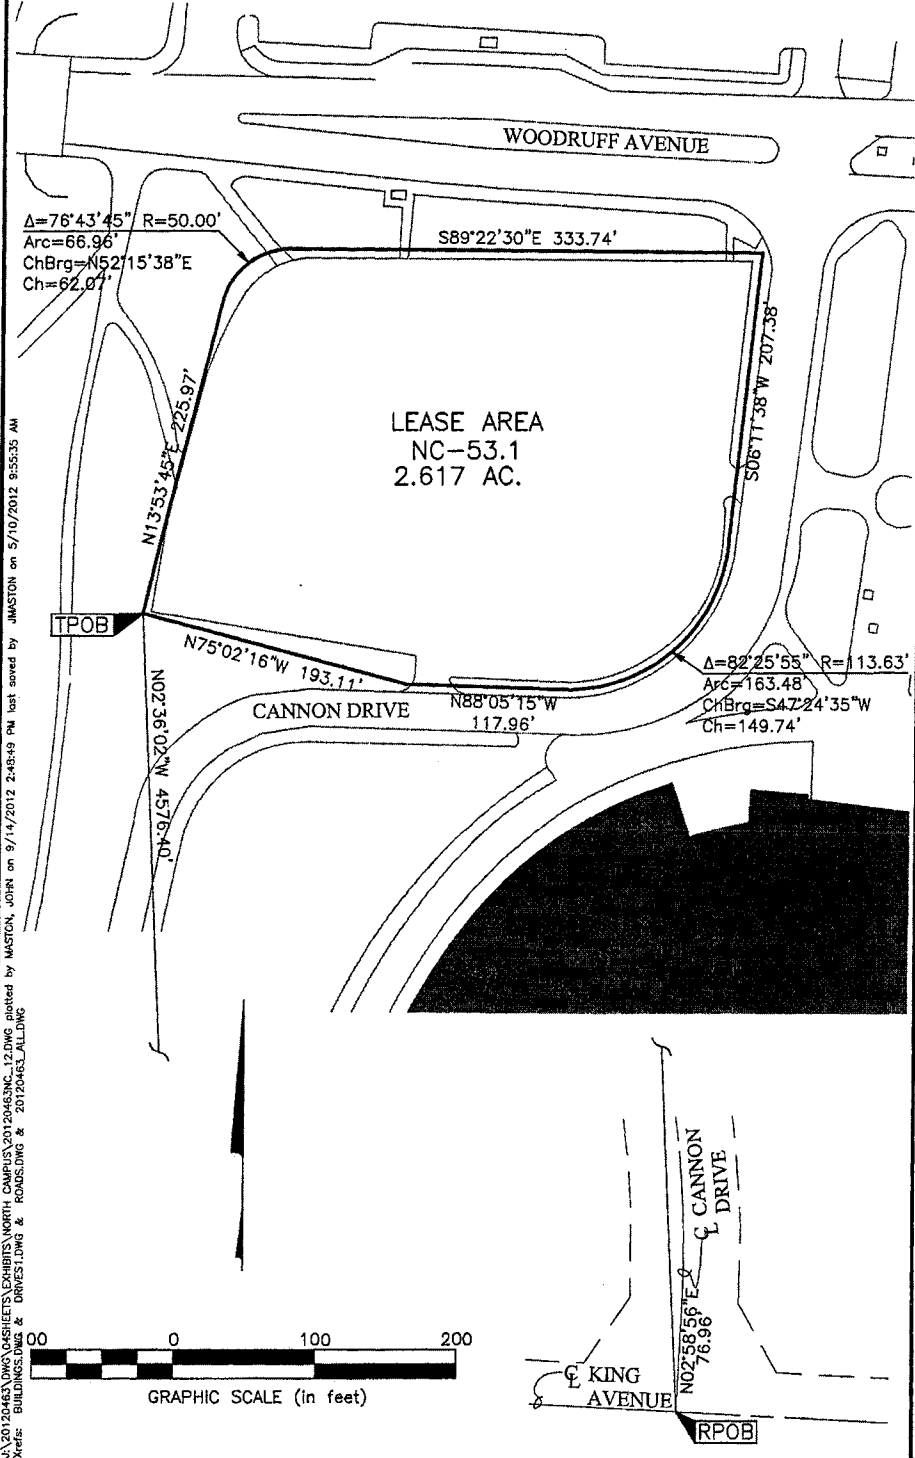 WOODRUFF AVENUE
Δ=76°43'45" R=50.00'
Arc=66.96'
ChBrg=N52°15'38"E
Ch=62.07'
S89°22'30"E 333.74'
S06°11'38"W 207.38'
N13°53'45"E 225.97'
LEASE AREA
NC-53.1
2.617 AC.
TPOB
N75°02'16"W 193.11'
N88°05'15"W
117.96'
Δ=82°25'55" R=113.63'
Arc=163.48'
ChBrg=S47°24'35"W
Ch=149.74'
CANNON DRIVE
N02°36'02"W 4576.40'
℄ CANNON
DRIVE
N02°58'56"E
76.96'
℄ KING
AVENUE
RPOB
100 0 100 200
GRAPHIC SCALE (in feet)
J:\20120463\DWG\04SHEETS\EXHIBITS\NORTH CAMPUS\20120463NC_12.DWG plotted by MASTON, JOHN on 9/14/2012 2:48:49 PM last saved by JMASTON on 5/10/2012 9:55:35 AM
Xrefs: BUILDINGS.DWG & DRIVES1.DWG & ROADS.DWG & 20120463_ALL.DWG